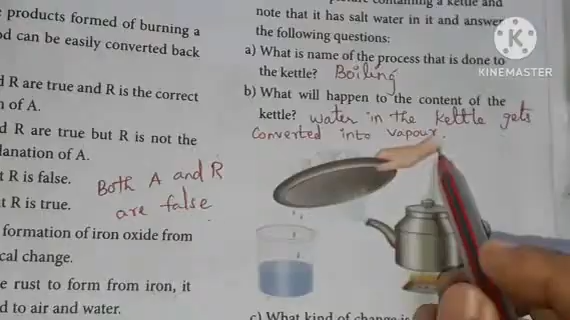 products formed of burning a
can be easily converted back
R are true and R is the correct
of A.
R are true but R is not the
of A.
R is false.
R is true.
Both A and R
are false
formation of iron oxide from
change.
rust to form from iron, it
to air and water.
containing a kettle and
note that it has salt water in it and answer
the following questions:
a) What is name of the process that is done to
the kettle? Boiling
b) What will happen to the content of the
kettle? water in the kettle gets
converted into vapour.
c) What kind of change is
KINEMASTER